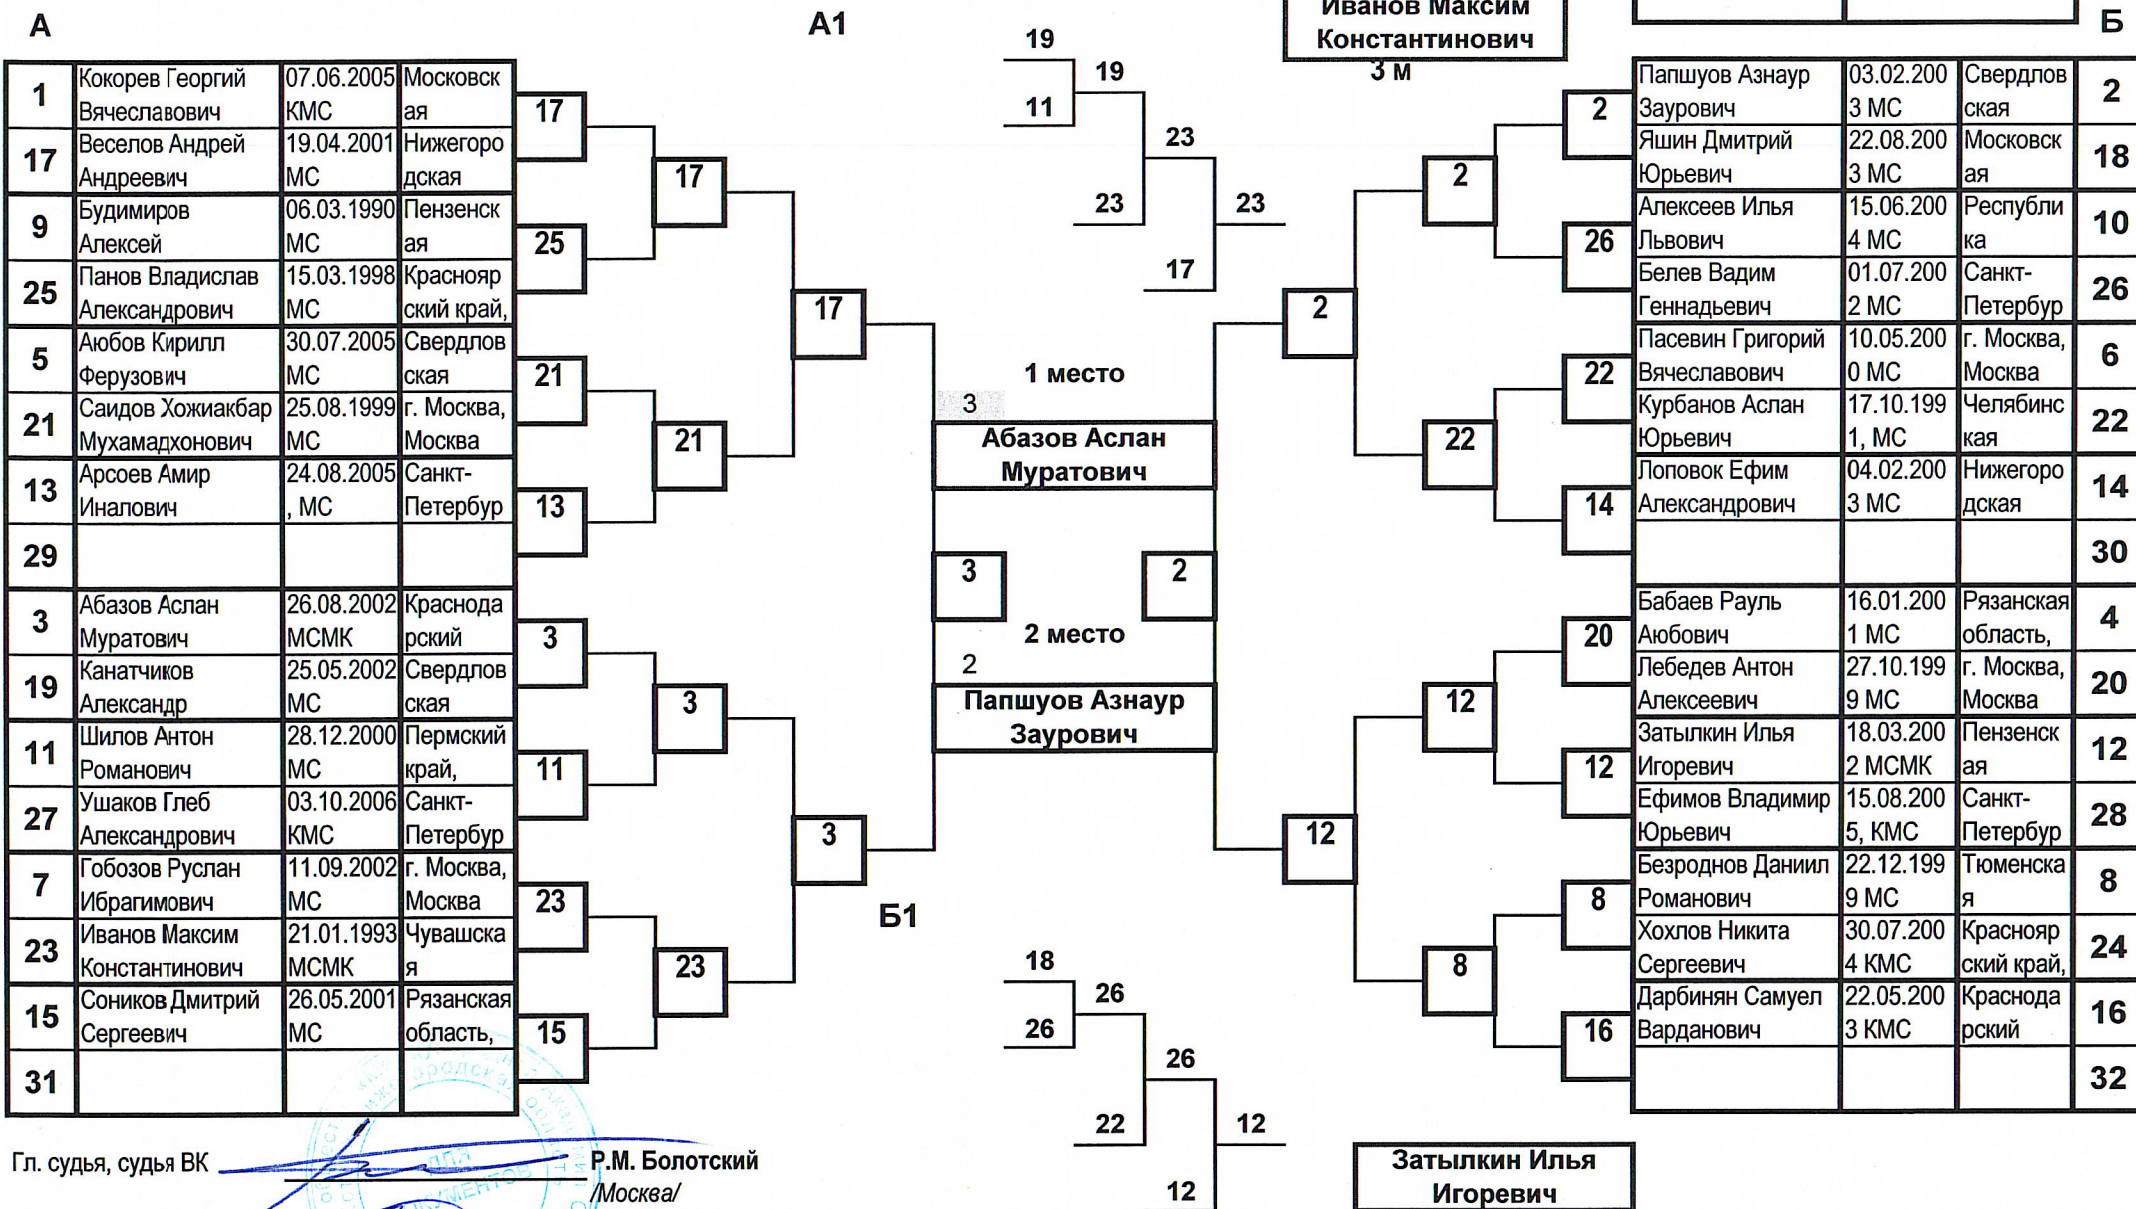 А
А1
Иванов Максим
Константинович
3 м
Б
1 Кокорев Георгий 07.06.2005 Московск
Вячеславович КМС ая
17 Веселов Андрей 19.04.2001 Нижегоро
Андреевич МС дская
9 Будимиров 06.03.1990 Пензенск
Алексей МС ая
25 Панов Владислав 15.03.1998 Краснояр
Александрович МС ский край,
5 Аюбов Кирилл 30.07.2005 Свердлов
Ферузович МС ская
21 Саидов Хожиакбар 25.08.1999 г. Москва,
Мухамадхонович МС Москва
13 Арсоев Амир 24.08.2005 Санкт-
Иналович , МС Петербур
29
3 Абазов Аслан 26.08.2002 Краснода
Муратович МСМК рский
19 Канатчиков 25.05.2002 Свердлов
Александр МС ская
11 Шилов Антон 28.12.2000 Пермский
Романович МС край,
27 Ушаков Глеб 03.10.2006 Санкт-
Александрович КМС Петербур
7 Гобозов Руслан 11.09.2002 г. Москва,
Ибрагимович МС Москва
23 Иванов Максим 21.01.1993 Чувашска
Константинович МСМК я
15 Соников Дмитрий 26.05.2001 Рязанская
Сергеевич МС область,
31
17
25
21
13
3
11
23
15
17
21
3
23
17
3
19
11
19
23
23
17
23
1 место
3
Абазов Аслан
Муратович
3
2
2 место
2
Папшуов Азнаур
Заурович
Б1
18
26
26
22
26
12
12
2
12
2
22
12
8
2
26
22
14
20
12
8
16
Папшуов Азнаур 03.02.200 Свердлов 2
Заурович 3 МС ская
Яшин Дмитрий 22.08.200 Московск 18
Юрьевич 3 МС ая
Алексеев Илья 15.06.200 Республи 10
Львович 4 МС ка
Белев Вадим 01.07.200 Санкт- 26
Геннадьевич 2 МС Петербур
Пасевин Григорий 10.05.200 г. Москва, 6
Вячеславович 0 МС Москва
Курбанов Аслан 17.10.199 Челябинс 22
Юрьевич 1, МС кая
Лоповок Ефим 04.02.200 Нижегоро 14
Александрович 3 МС дская
30
Бабаев Рауль 16.01.200 Рязанская 4
Аюбович 1 МС область,
Лебедев Антон 27.10.199 г. Москва, 20
Алексеевич 9 МС Москва
Затылкин Илья 18.03.200 Пензенск 12
Игоревич 2 МСМК ая
Ефимов Владимир 15.08.200 Санкт- 28
Юрьевич 5, КМС Петербур
Безроднов Даниил 22.12.199 Тюменска 8
Романович 9 МС я
Хохлов Никита 30.07.200 Краснояр 24
Сергеевич 4 КМС ский край,
Дарбинян Самуел 22.05.200 Краснода 16
Варданович 3 КМС рский
32
Гл. судья, судья ВК
Р.М. Болотский
/Москва/
Затылкин Илья
Игоревич